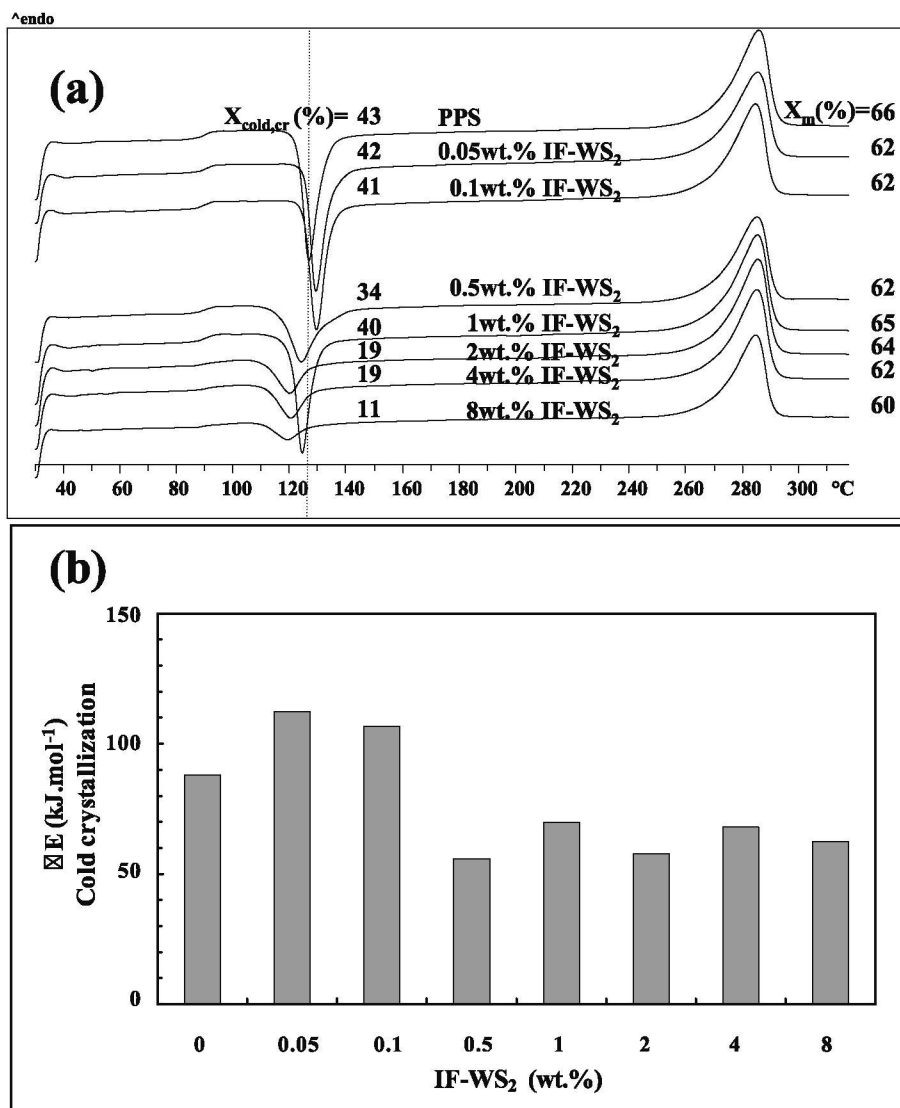 ^endo
(a)
X_cold,cr (%)= 43 PPS X_m(%)= 66
42 0.05wt.% IF-WS₂ 62
41 0.1wt.% IF-WS₂ 62
34 0.5wt.% IF-WS₂ 62
40 1wt.% IF-WS₂ 65
19 2wt.% IF-WS₂ 64
19 4wt.% IF-WS₂ 62
11 8wt.% IF-WS₂ 60
40 60 80 100 120 140 160 180 200 220 240 260 280 300 °C
(b)
150
100
50
0
☒E (kJ.mol⁻¹)
Cold crystallization
0 0.05 0.1 0.5 1 2 4 8
IF-WS₂ (wt.%)